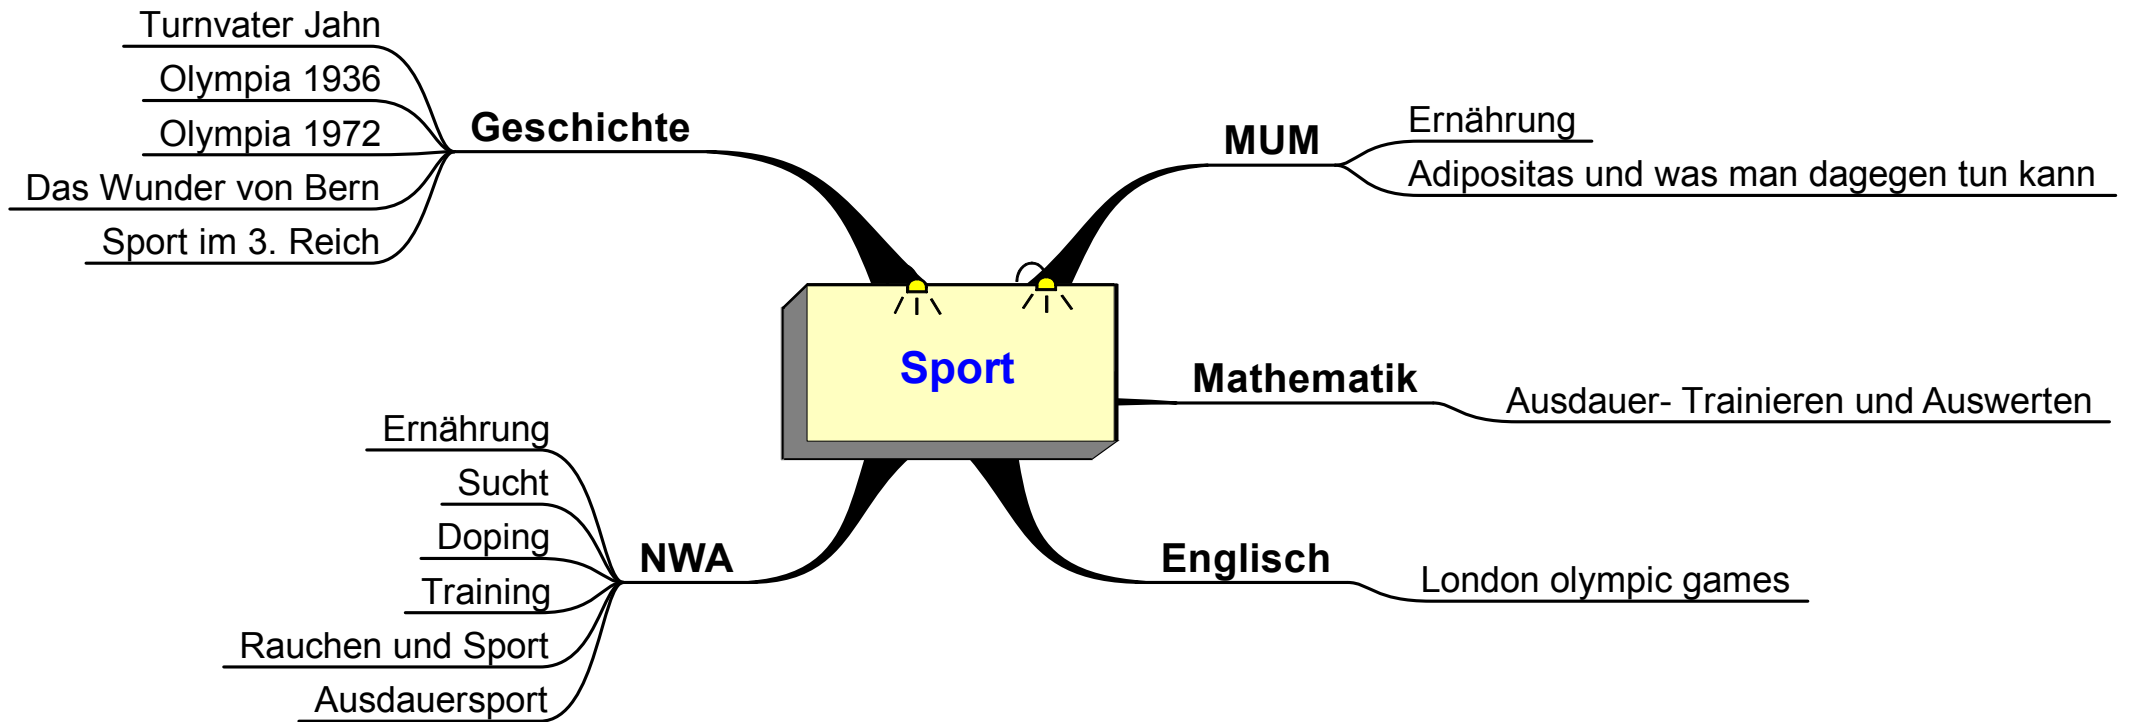 Sport
Geschichte
Turnvater Jahn
Olympia 1936
Olympia 1972
Das Wunder von Bern
Sport im 3. Reich
MUM
Ernährung
Adipositas und was man dagegen tun kann
Mathematik
Ausdauer- Trainieren und Auswerten
Englisch
London olympic games
NWA
Ernährung
Sucht
Doping
Training
Rauchen und Sport
Ausdauersport